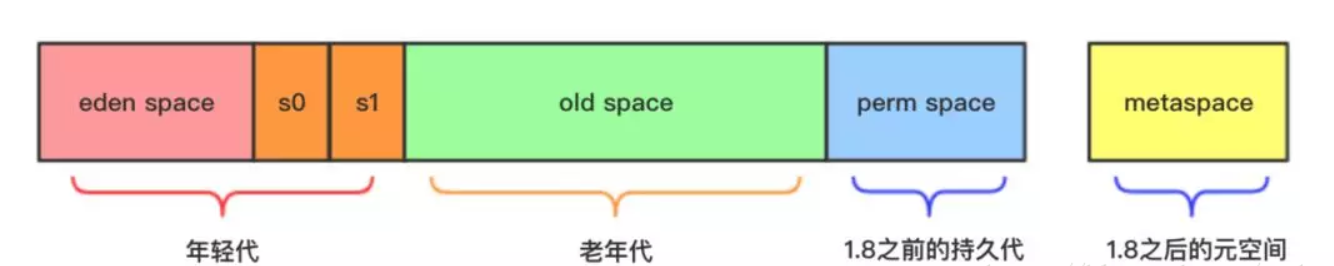 eden space s0 s1 old space perm space metaspace
年轻代 老年代 1.8之前的持久代 1.8之后的元空间